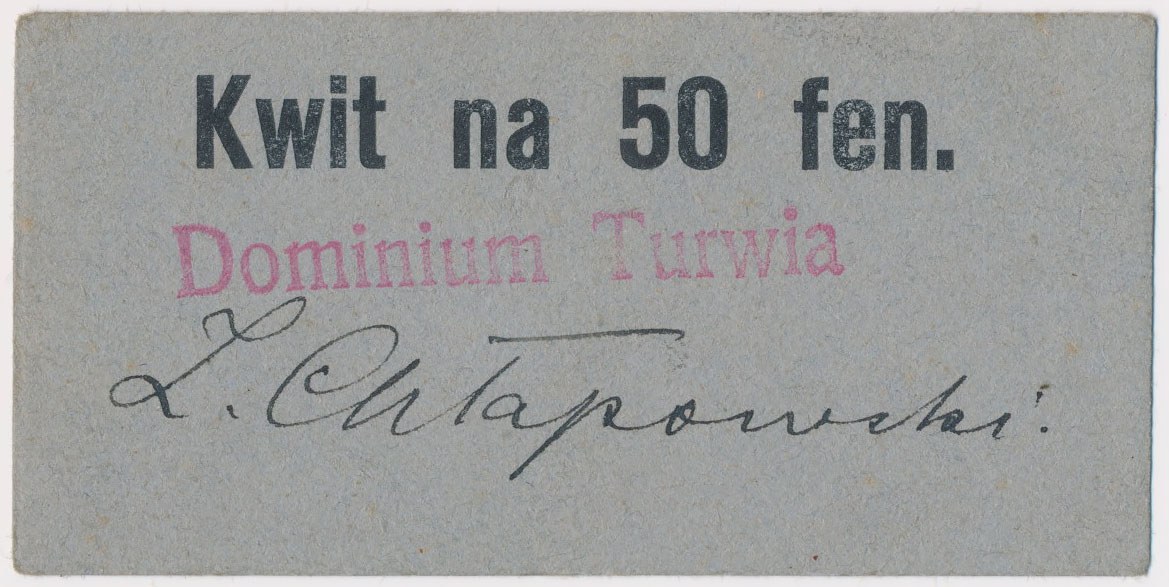 Kwit na 50 fen.
Dominium Turwia
Z. Chłapowski.